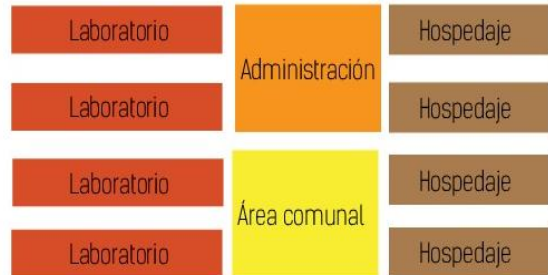 Laboratorio
Administración
Hospedaje
Laboratorio
Hospedaje
Laboratorio
Área comunal
Hospedaje
Laboratorio
Hospedaje